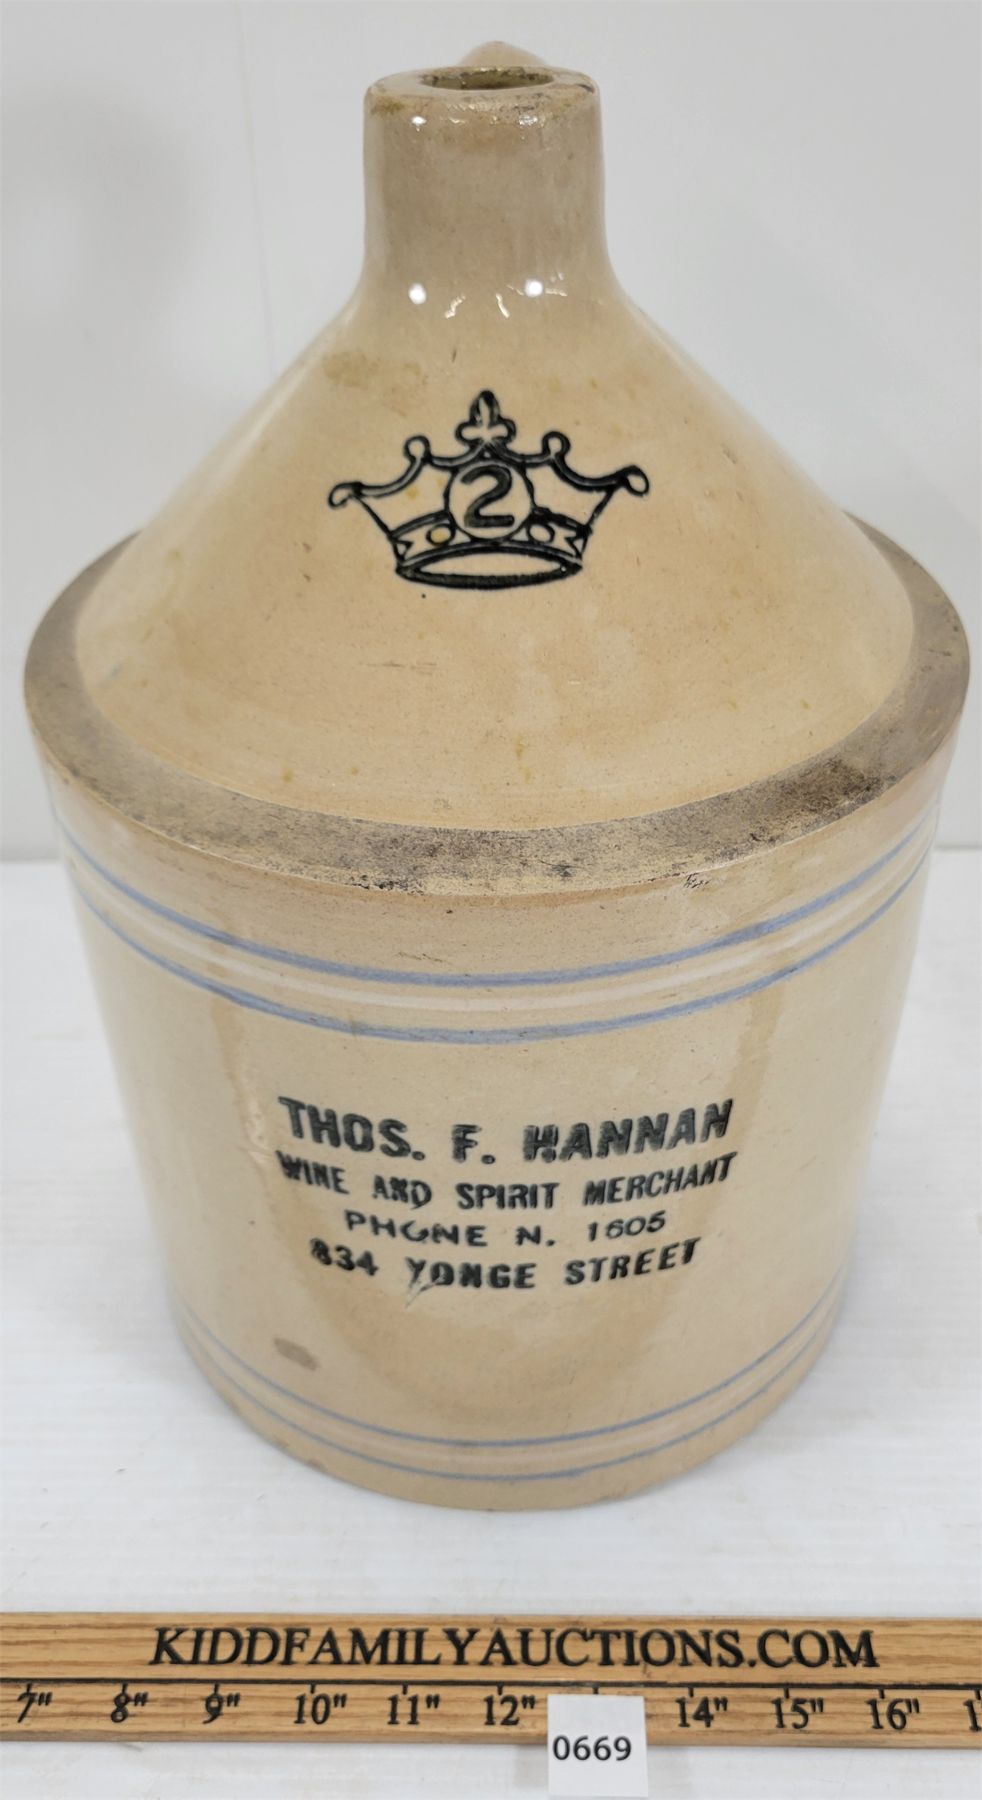 2
THOS. F. HANNAN
WINE AND SPIRIT MERCHANT
PHONE N. 1605
834 YONGE STREET
KIDDFAMILYAUCTIONS.COM
7" 8" 9" 10" 11" 12" 14" 15" 16" 1
0669